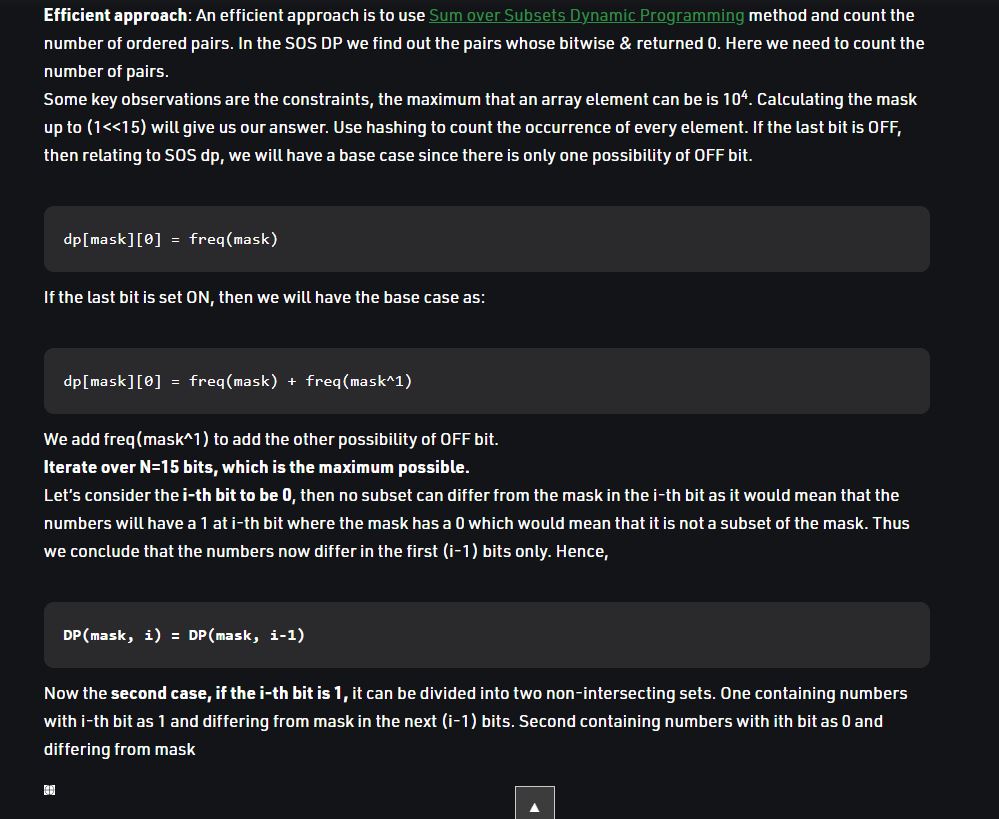 Efficient approach: An efficient approach is to use Sum over Subsets Dynamic Programming method and count the
number of ordered pairs. In the SOS DP we find out the pairs whose bitwise & returned 0. Here we need to count the
number of pairs.
Some key observations are the constraints, the maximum that an array element can be is 10⁴. Calculating the mask
up to (1<<15) will give us our answer. Use hashing to count the occurrence of every element. If the last bit is OFF,
then relating to SOS dp, we will have a base case since there is only one possibility of OFF bit.
dp[mask][0] = freq(mask)
If the last bit is set ON, then we will have the base case as:
dp[mask][0] = freq(mask) + freq(mask^1)
We add freq(mask^1) to add the other possibility of OFF bit.
Iterate over N=15 bits, which is the maximum possible.
Let's consider the i-th bit to be 0, then no subset can differ from the mask in the i-th bit as it would mean that the
numbers will have a 1 at i-th bit where the mask has a 0 which would mean that it is not a subset of the mask. Thus
we conclude that the numbers now differ in the first (i-1) bits only. Hence,
DP(mask, i) = DP(mask, i-1)
Now the second case, if the i-th bit is 1, it can be divided into two non-intersecting sets. One containing numbers
with i-th bit as 1 and differing from mask in the next (i-1) bits. Second containing numbers with ith bit as 0 and
differing from mask